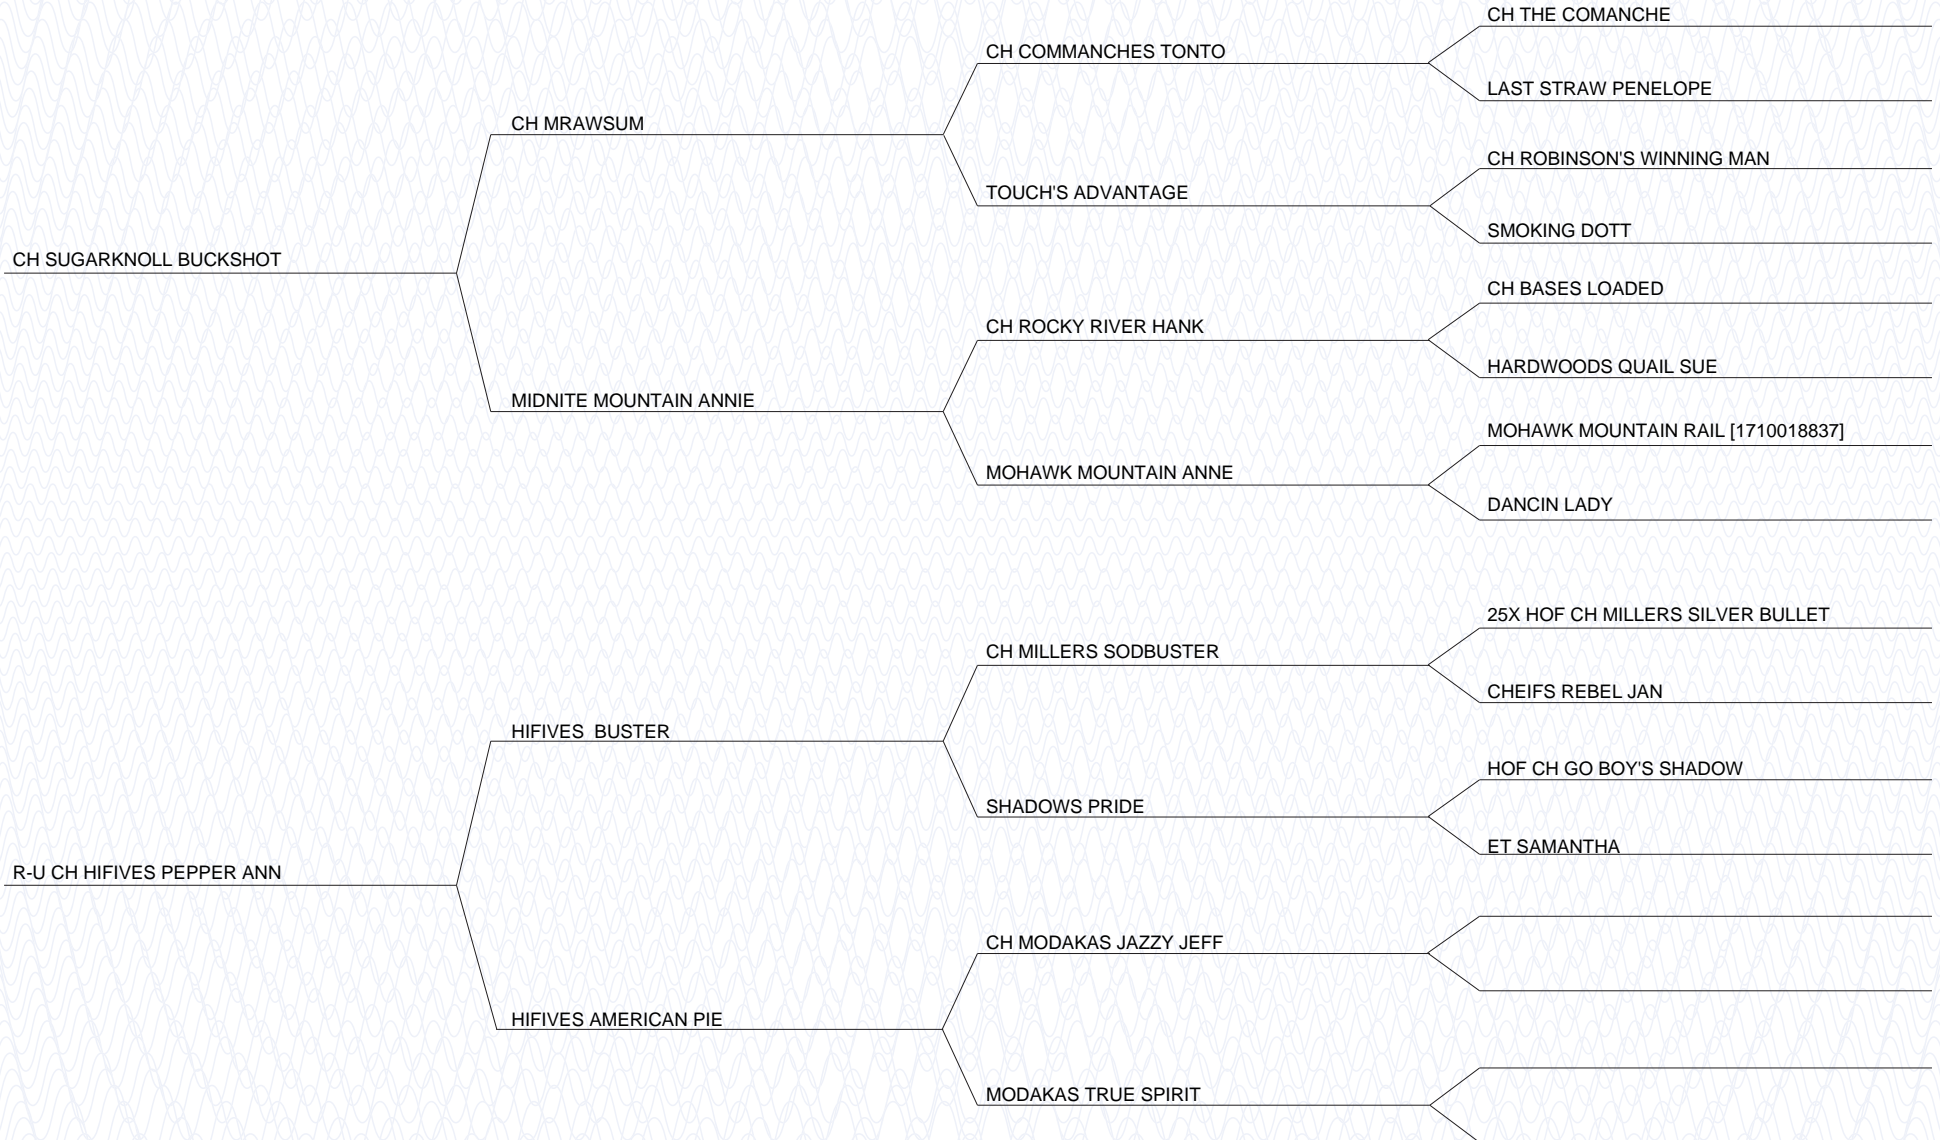 CH THE COMANCHE
CH COMMANCHES TONTO
LAST STRAW PENELOPE
CH MRAWSUM
CH ROBINSON'S WINNING MAN
TOUCH'S ADVANTAGE
SMOKING DOTT
CH SUGARKNOLL BUCKSHOT
CH BASES LOADED
CH ROCKY RIVER HANK
HARDWOODS QUAIL SUE
MIDNITE MOUNTAIN ANNIE
MOHAWK MOUNTAIN RAIL [1710018837]
MOHAWK MOUNTAIN ANNE
DANCIN LADY
25X HOF CH MILLERS SILVER BULLET
CH MILLERS SODBUSTER
CHEIFS REBEL JAN
HIFIVES  BUSTER
HOF CH GO BOY'S SHADOW
SHADOWS PRIDE
ET SAMANTHA
R-U CH HIFIVES PEPPER ANN
CH MODAKAS JAZZY JEFF
HIFIVES AMERICAN PIE
MODAKAS TRUE SPIRIT